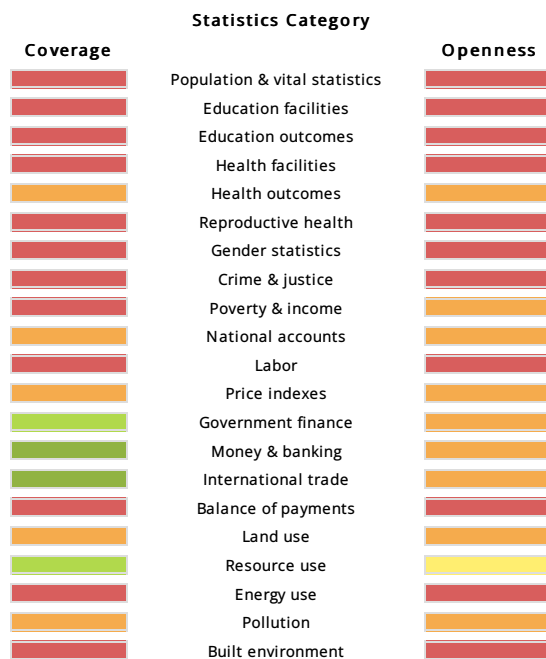 Statistics Category
Coverage Openness
Population & vital statistics
Education facilities
Education outcomes
Health facilities
Health outcomes
Reproductive health
Gender statistics
Crime & justice
Poverty & income
National accounts
Labor
Price indexes
Government finance
Money & banking
International trade
Balance of payments
Land use
Resource use
Energy use
Pollution
Built environment